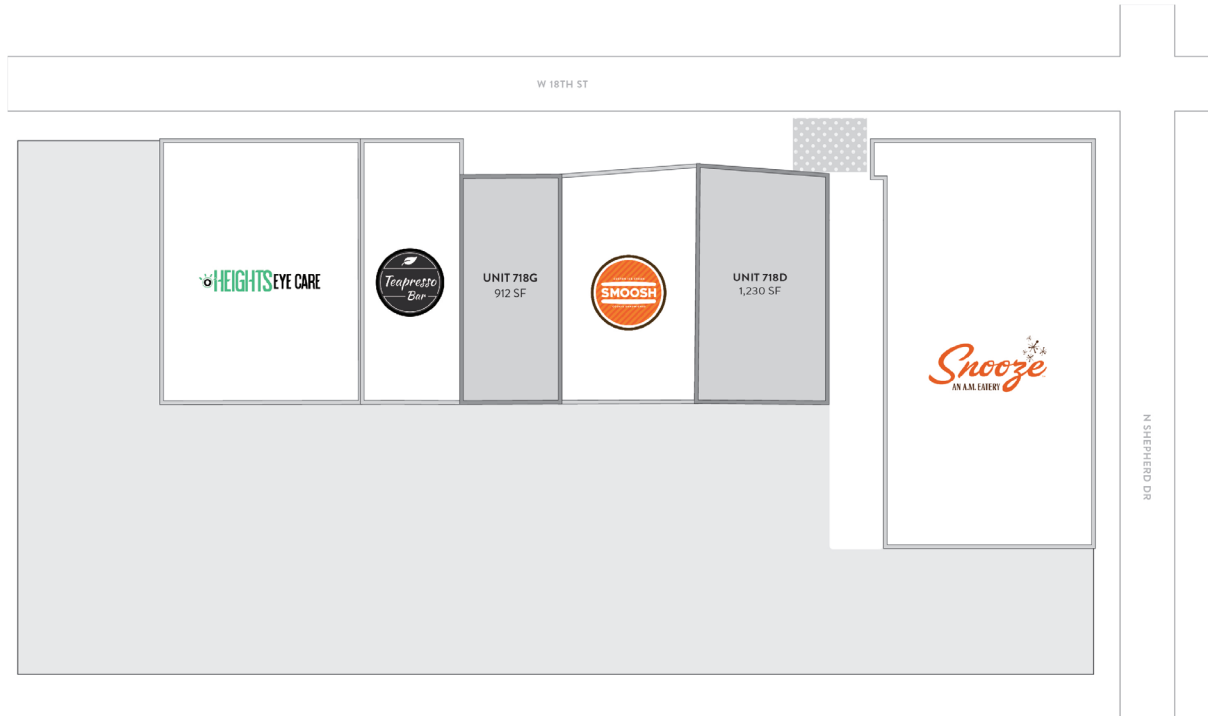 W 18TH ST
HEIGHTS EYE CARE
Teapresso
Bar
UNIT 718G
912 SF
SMOOSH
UNIT 718D
1,230 SF
Snooze
AN A.M. EATERY
N SHEPHERD DR